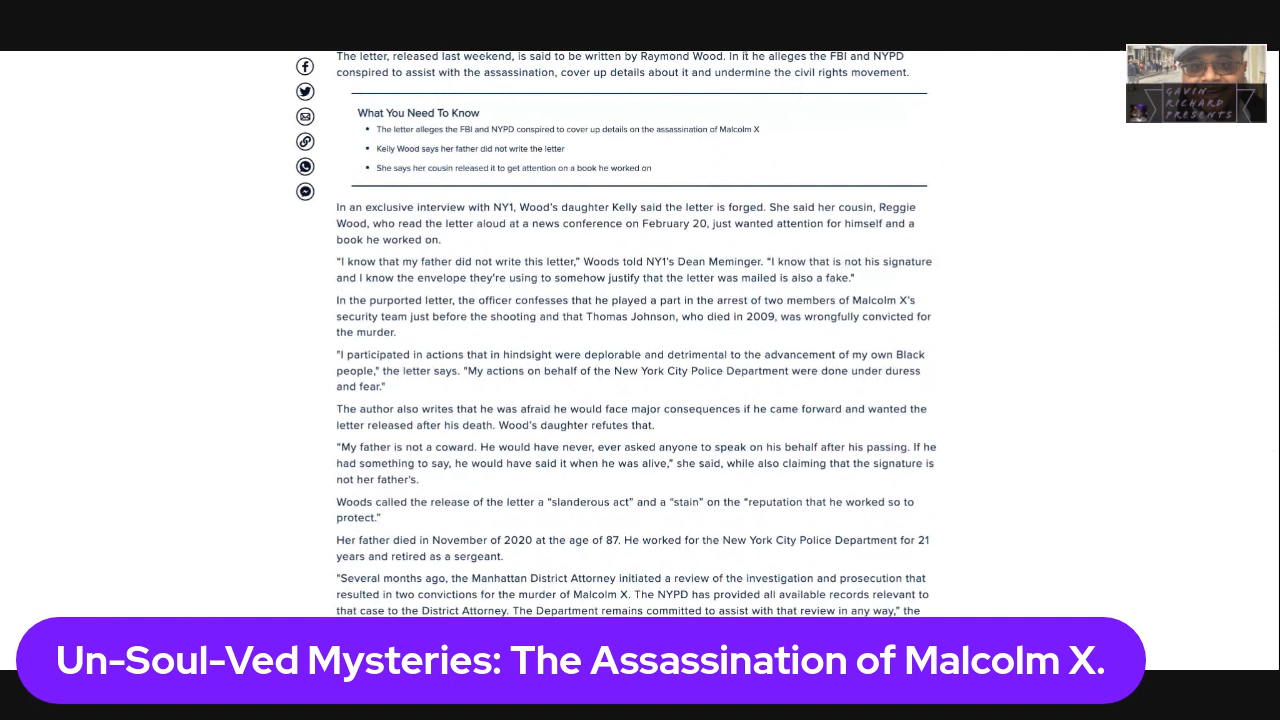 The letter, released last weekend, is said to be written by Raymond Wood. In it he alleges the FBI and NYPD
conspired to assist with the assassination, cover up details about it and undermine the civil rights movement.
What You Need To Know
• The letter alleges the FBI and NYPD conspired to cover up details on the assassination of Malcolm X
• Kelly Wood says her father did not write the letter
• She says her cousin released it to get attention on a book he worked on
In an exclusive interview with NY1, Wood's daughter Kelly said the letter is forged. She said her cousin, Reggie
Wood, who read the letter aloud at a news conference on February 20, just wanted attention for himself and a
book he worked on.
"I know that my father did not write this letter," Woods told NY1's Dean Meminger. "I know that is not his signature
and I know the envelope they're using to somehow justify that the letter was mailed is also a fake."
In the purported letter, the officer confesses that he played a part in the arrest of two members of Malcolm X's
security team just before the shooting and that Thomas Johnson, who died in 2009, was wrongfully convicted for
the murder.
"I participated in actions that in hindsight were deplorable and detrimental to the advancement of my own Black
people," the letter says. "My actions on behalf of the New York City Police Department were done under duress
and fear."
The author also writes that he was afraid he would face major consequences if he came forward and wanted the
letter released after his death. Wood's daughter refutes that.
"My father is not a coward. He would have never, ever asked anyone to speak on his behalf after his passing. If he
had something to say, he would have said it when he was alive," she said, while also claiming that the signature is
not her father's.
Woods called the release of the letter a "slanderous act" and a "stain" on the "reputation that he worked so to
protect."
Her father died in November of 2020 at the age of 87. He worked for the New York City Police Department for 21
years and retired as a sergeant.
"Several months ago, the Manhattan District Attorney initiated a review of the investigation and prosecution that
resulted in two convictions for the murder of Malcolm X. The NYPD has provided all available records relevant to
that case to the District Attorney. The Department remains committed to assist with that review in any way," the
GAVIN
RICHARD
PRESENTS
Un-Soul-Ved Mysteries: The Assassination of Malcolm X.